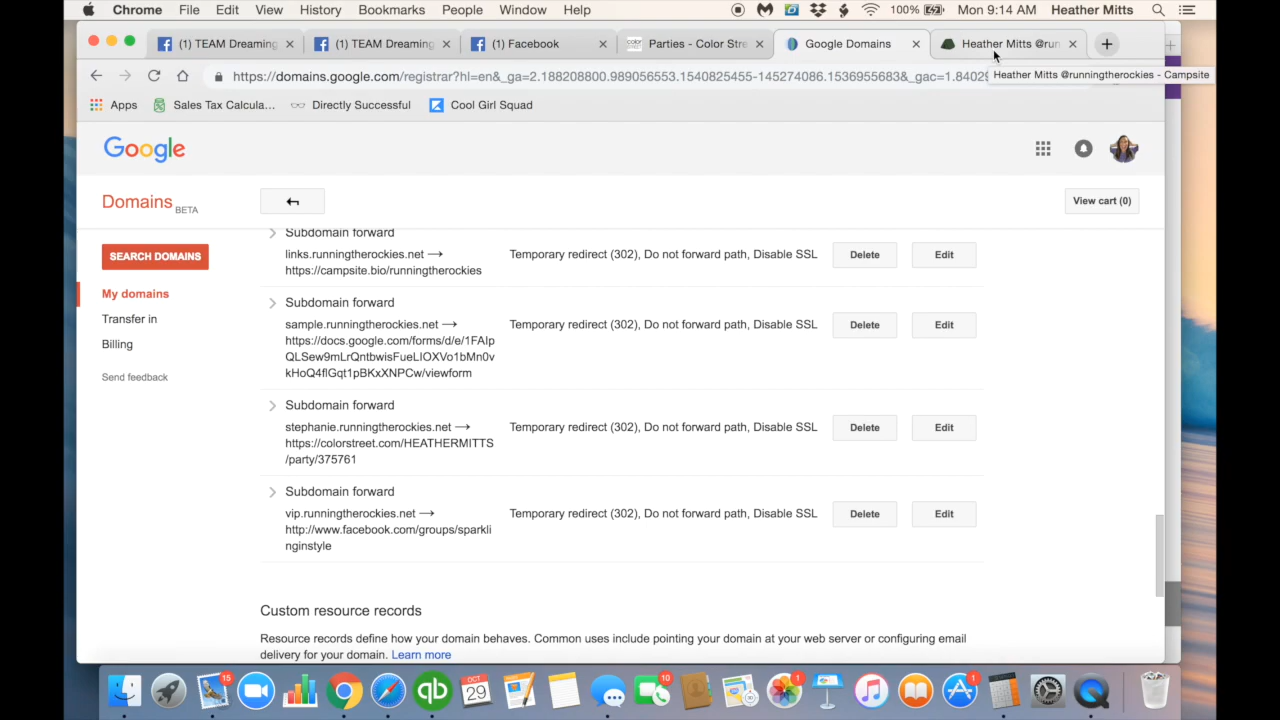 Chrome File Edit View History Bookmarks People Window Help 100% Mon 9:14 AM Heather Mitts
(1) TEAM Dreaming (1) TEAM Dreaming (1) Facebook Parties - Color Stre Google Domains Heather Mitts @run
https://domains.google.com/registrar?hl=en&_ga=2.188208800.989056553.1540825455-145274086.1536955683&_gac=1.84029
Heather Mitts @runningtherockies - Campsite
Apps Sales Tax Calcula... Directly Successful Cool Girl Squad
Google
Domains BETA
View cart (0)
SEARCH DOMAINS
My domains
Transfer in
Billing
Send feedback
Subdomain forward
links.runningtherockies.net → Temporary redirect (302), Do not forward path, Disable SSL Delete Edit
https://campsite.bio/runningtherockies
Subdomain forward
sample.runningtherockies.net → Temporary redirect (302), Do not forward path, Disable SSL Delete Edit
https://docs.google.com/forms/d/e/1FAIp
QLSew9mLrQntbwisFueLIOXVo1bMn0v
kHoQ4flGqt1pBKxXNPCw/viewform
Subdomain forward
stephanie.runningtherockies.net → Temporary redirect (302), Do not forward path, Disable SSL Delete Edit
https://colorstreet.com/HEATHERMITTS
/party/375761
Subdomain forward
vip.runningtherockies.net → Temporary redirect (302), Do not forward path, Disable SSL Delete Edit
http://www.facebook.com/groups/sparkli
nginstyle
Custom resource records
Resource records define how your domain behaves. Common uses include pointing your domain at your web server or configuring email
delivery for your domain. Learn more
15 qb OCT 29 10 1 1